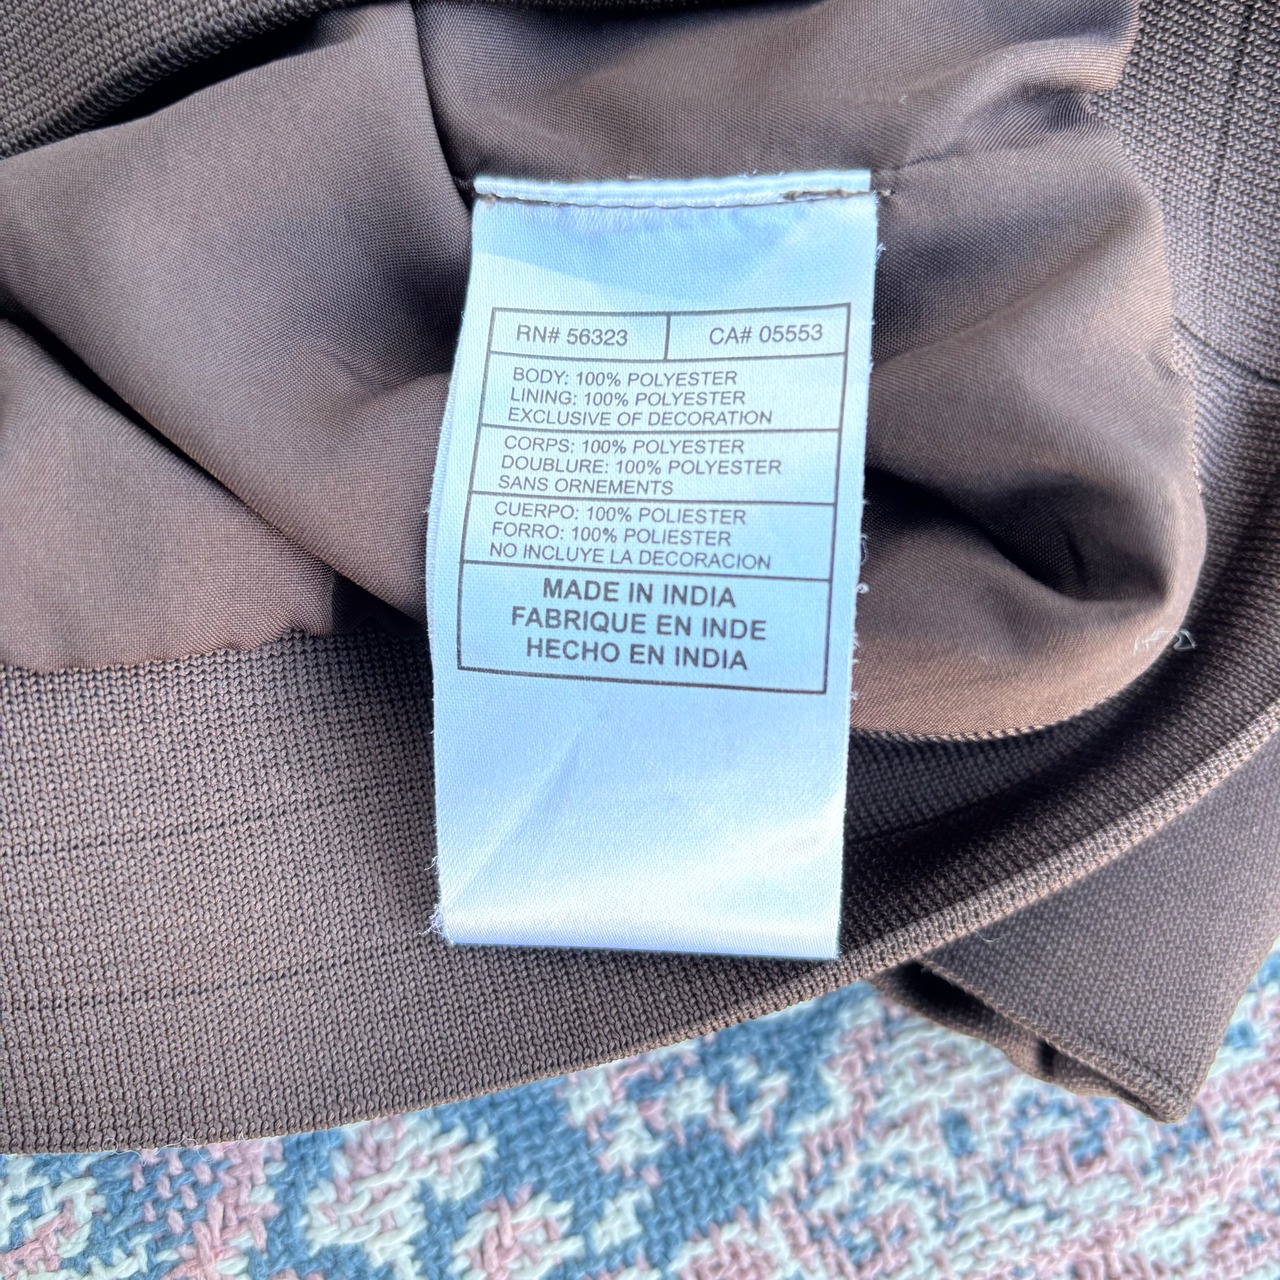 RN# 56323 CA# 05553
BODY: 100% POLYESTER
LINING: 100% POLYESTER
EXCLUSIVE OF DECORATION
CORPS: 100% POLYESTER
DOUBLURE: 100% POLYESTER
SANS ORNEMENTS
CUERPO: 100% POLIESTER
FORRO: 100% POLIESTER
NO INCLUYE LA DECORACION
MADE IN INDIA
FABRIQUE EN INDE
HECHO EN INDIA